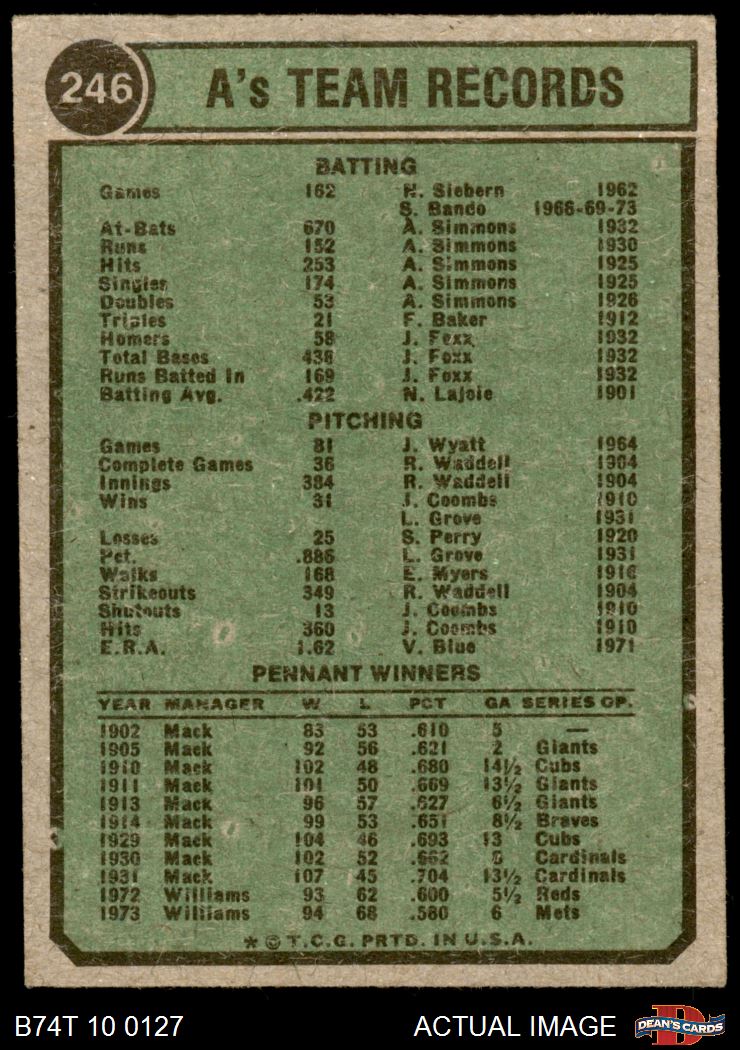 246 A's TEAM RECORDS
BATTING
Games 162 N. Siebern 1962
S. Bando 1966-69-73
At-Bats 670 A. Simmons 1932
Runs 152 A. Simmons 1930
Hits 253 A. Simmons 1925
Singles 174 A. Simmons 1925
Doubles 53 A. Simmons 1926
Triples 21 F. Baker 1912
Homers 58 J. Foxx 1932
Total Bases 438 J. Foxx 1932
Runs Batted In 169 J. Foxx 1932
Batting Avg. .422 N. Lajoie 1901
PITCHING
Games 81 J. Wyatt 1964
Complete Games 36 R. Waddell 1904
Innings 384 R. Waddell 1904
Wins 31 J. Coombs 1910
L. Grove 1931
Losses 25 S. Perry 1920
Pct. .886 L. Grove 1931
Walks 168 E. Myers 1916
Strikeouts 349 R. Waddell 1904
Shutouts 13 J. Coombs 1910
Hits 360 J. Coombs 1910
E.R.A. 1.62 V. Blue 1971
PENNANT WINNERS
YEAR MANAGER W L PCT GA SERIES OP.
1902 Mack 83 53 .610 5 —
1905 Mack 92 56 .621 2 Giants
1910 Mack 102 48 .680 14½ Cubs
1911 Mack 101 50 .669 13½ Giants
1913 Mack 96 57 .627 6½ Giants
1914 Mack 99 53 .651 8½ Braves
1929 Mack 104 46 .693 13 Cubs
1930 Mack 102 52 .662 Cardinals
1931 Mack 107 45 .704 13½ Cardinals
1972 Williams 93 62 .600 5½ Reds
1973 Williams 94 68 .580 6 Mets
★ © T.C.G. PRTD. IN U.S.A.
B74T 10 0127 ACTUAL IMAGE D DEAN'S CARDS